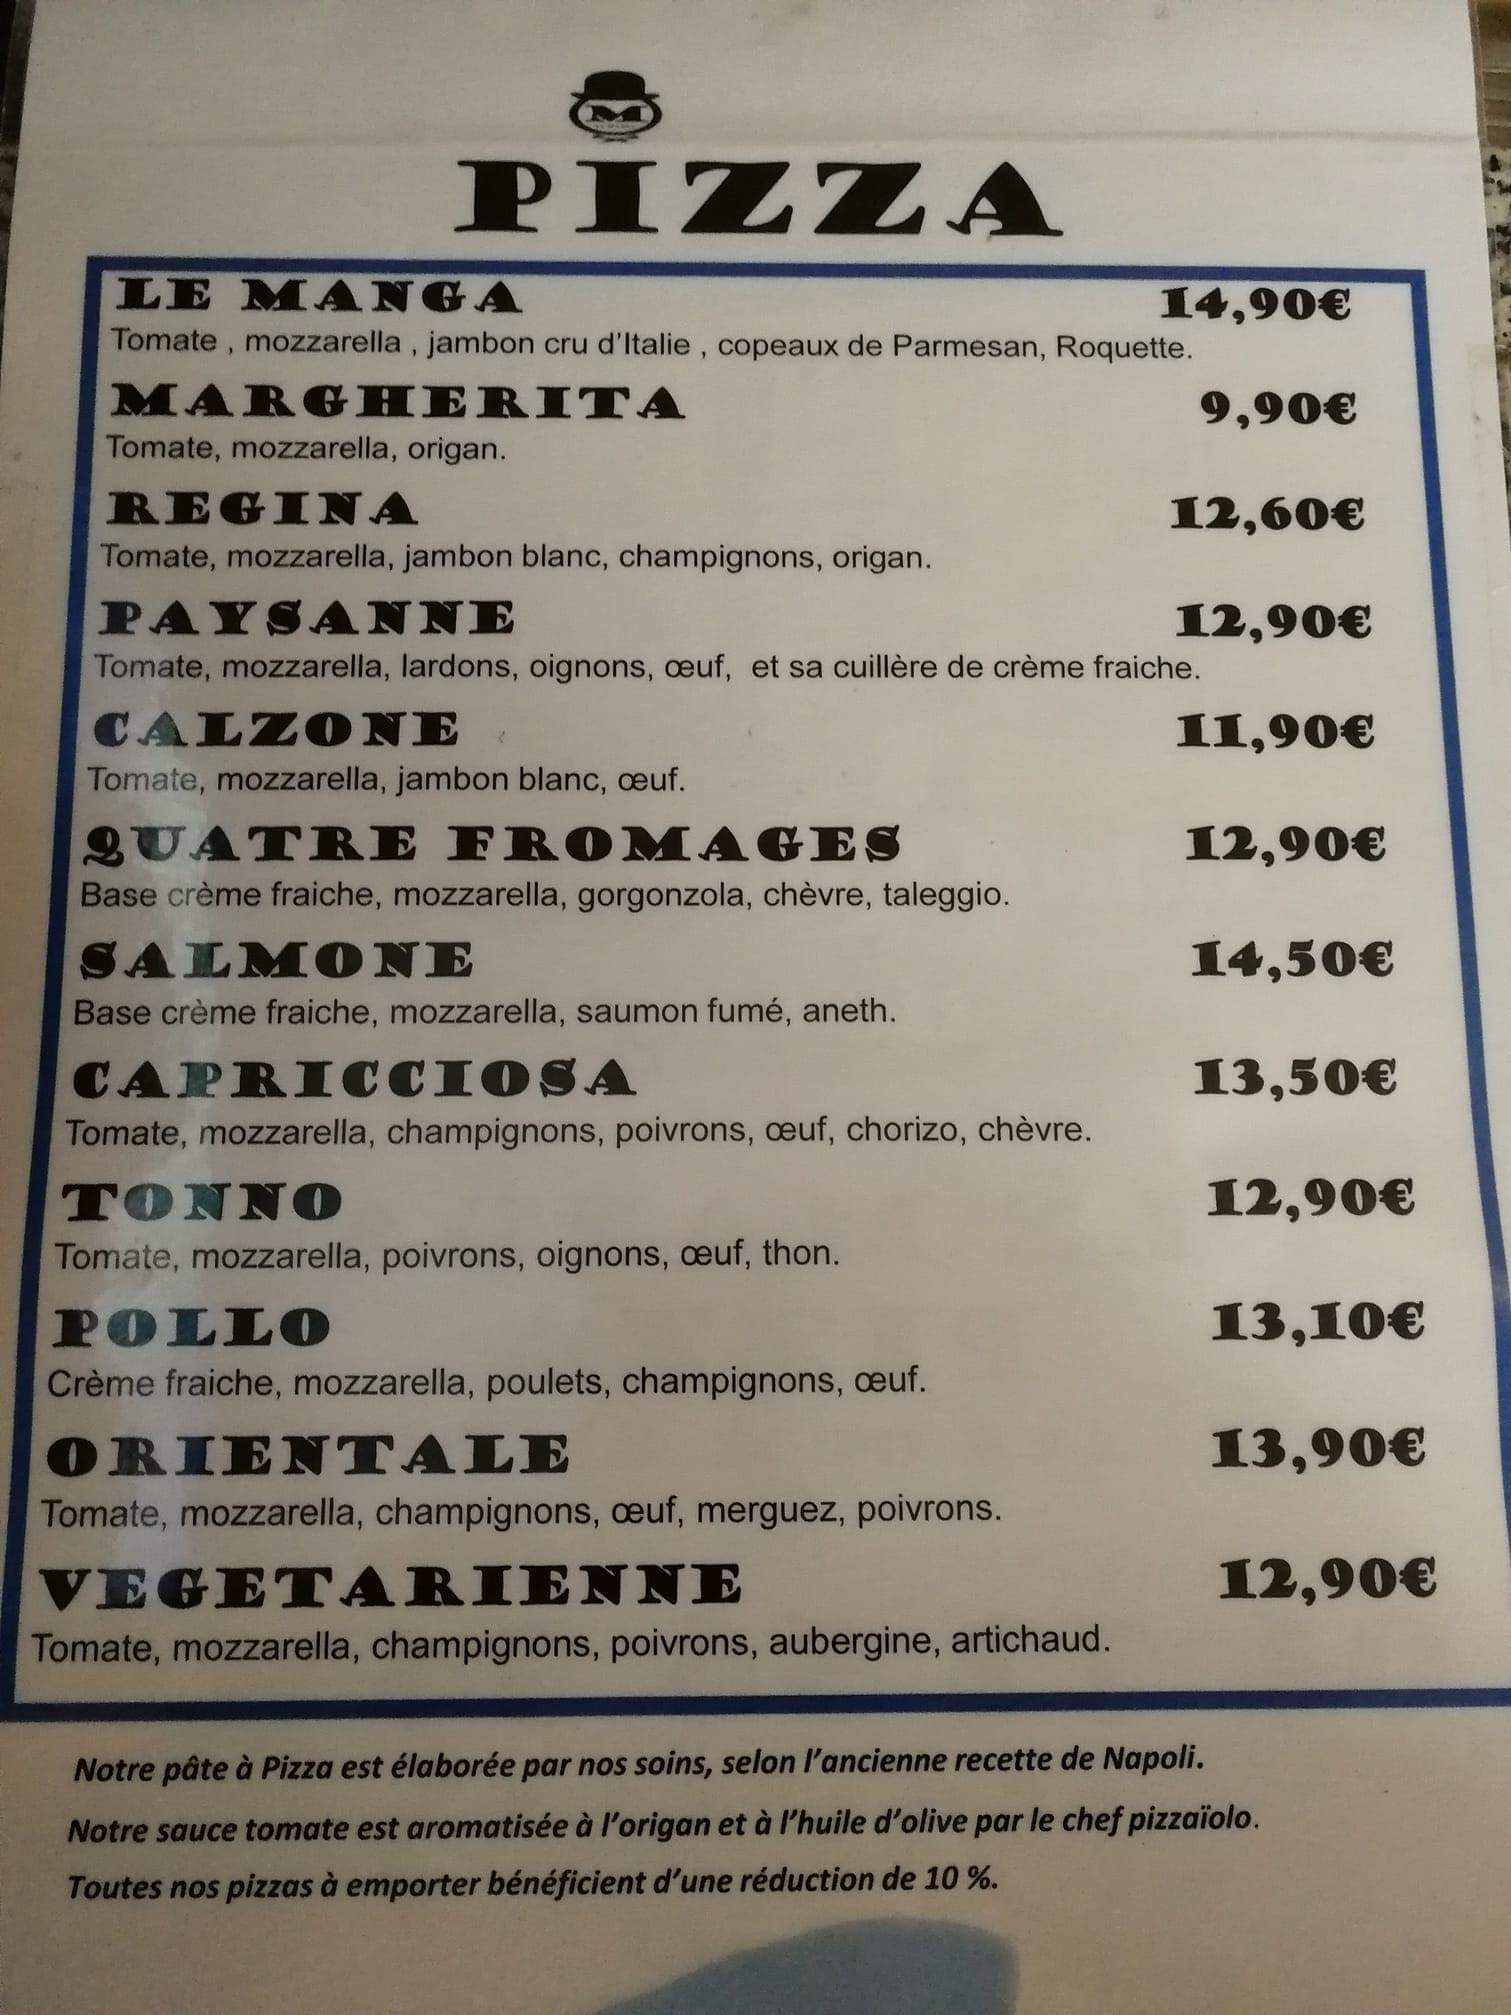 M
PIZZA
LE MANGA 14,90€
Tomate , mozzarella , jambon cru d'Italie , copeaux de Parmesan, Roquette.
MARGHERITA 9,90€
Tomate, mozzarella, origan.
REGINA 12,60€
Tomate, mozzarella, jambon blanc, champignons, origan.
PAYSANNE 12,90€
Tomate, mozzarella, lardons, oignons, œuf, et sa cuillère de crème fraiche.
CALZONE 11,90€
Tomate, mozzarella, jambon blanc, œuf.
QUATRE FROMAGES 12,90€
Base crème fraiche, mozzarella, gorgonzola, chèvre, taleggio.
SALMONE 14,50€
Base crème fraiche, mozzarella, saumon fumé, aneth.
CAPRICCIOSA 13,50€
Tomate, mozzarella, champignons, poivrons, œuf, chorizo, chèvre.
TONNO 12,90€
Tomate, mozzarella, poivrons, oignons, œuf, thon.
POLLO 13,10€
Crème fraiche, mozzarella, poulets, champignons, œuf.
ORIENTALE 13,90€
Tomate, mozzarella, champignons, œuf, merguez, poivrons.
VEGETARIENNE 12,90€
Tomate, mozzarella, champignons, poivrons, aubergine, artichaud.
Notre pâte à Pizza est élaborée par nos soins, selon l'ancienne recette de Napoli.
Notre sauce tomate est aromatisée à l'origan et à l'huile d'olive par le chef pizzaïolo.
Toutes nos pizzas à emporter bénéficient d'une réduction de 10 %.